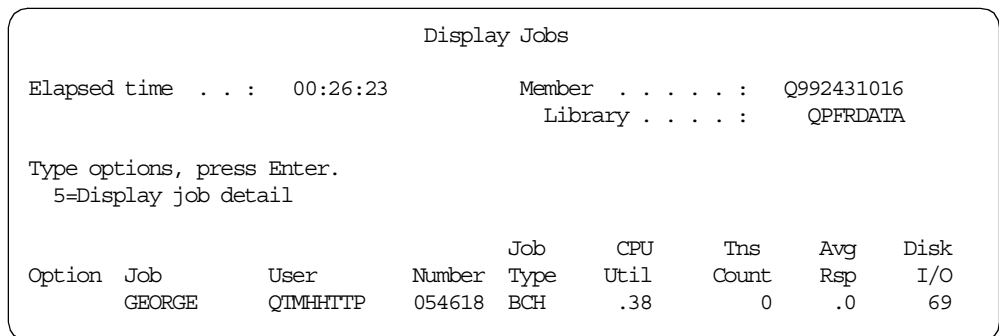 Display Jobs
Elapsed time . . : 00:26:23 Member . . . . . : Q992431016
Library . . . . : QPFRDATA
Type options, press Enter.
5=Display job detail
Job CPU Tns Avg Disk
Option Job User Number Type Util Count Rsp I/O
GEORGE QTMHHTTP 054618 BCH .38 0 .0 69